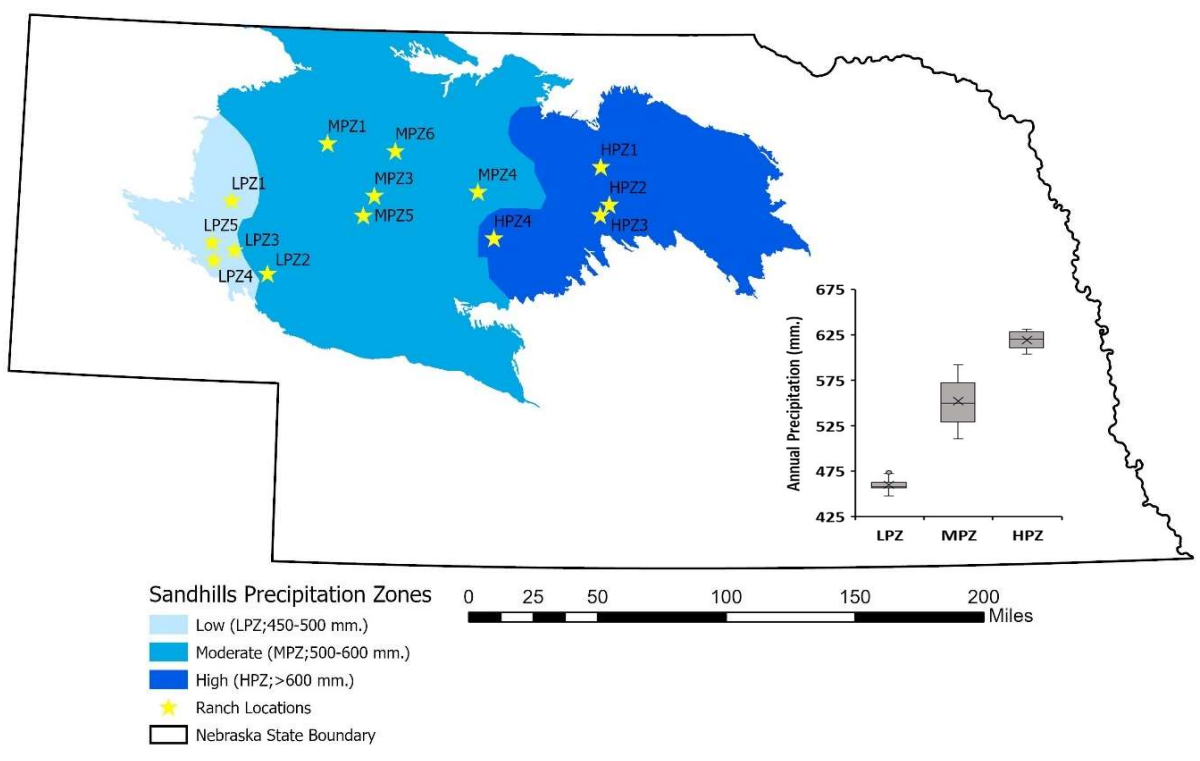 MPZ1
MPZ6
HPZ1
LPZ1
MPZ3
MPZ4
HPZ2
MPZ5
HPZ3
LPZ5
HPZ4
LPZ3
LPZ2
LPZ4
Annual Precipitation (mm.)
675
625
575
525
475
425
LPZ MPZ HPZ
Sandhills Precipitation Zones
Low (LPZ;450-500 mm.)
Moderate (MPZ;500-600 mm.)
High (HPZ;>600 mm.)
Ranch Locations
Nebraska State Boundary
0 25 50 100 150 200
Miles